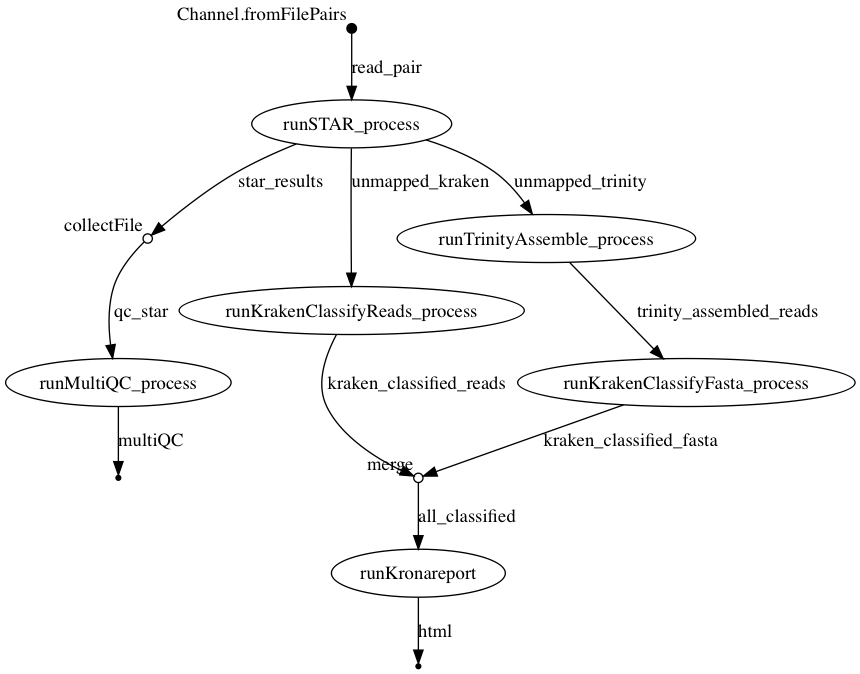 Channel.fromFilePairs
read_pair
runSTAR_process
star_results
unmapped_kraken
unmapped_trinity
collectFile
runTrinityAssemble_process
qc_star
runKrakenClassifyReads_process
trinity_assembled_reads
runMultiQC_process
kraken_classified_reads
runKrakenClassifyFasta_process
multiQC
kraken_classified_fasta
merge
all_classified
runKronareport
html